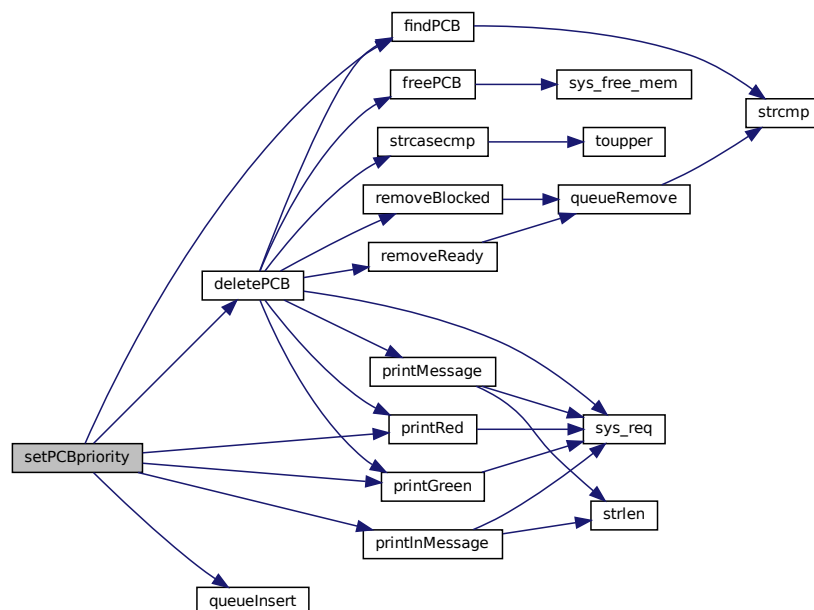 findPCB
freePCB
sys_free_mem
strcmp
strcasecmp
toupper
removeBlocked
queueRemove
removeReady
deletePCB
printMessage
printRed
sys_req
setPCBpriority
printGreen
strlen
printlnMessage
queueInsert